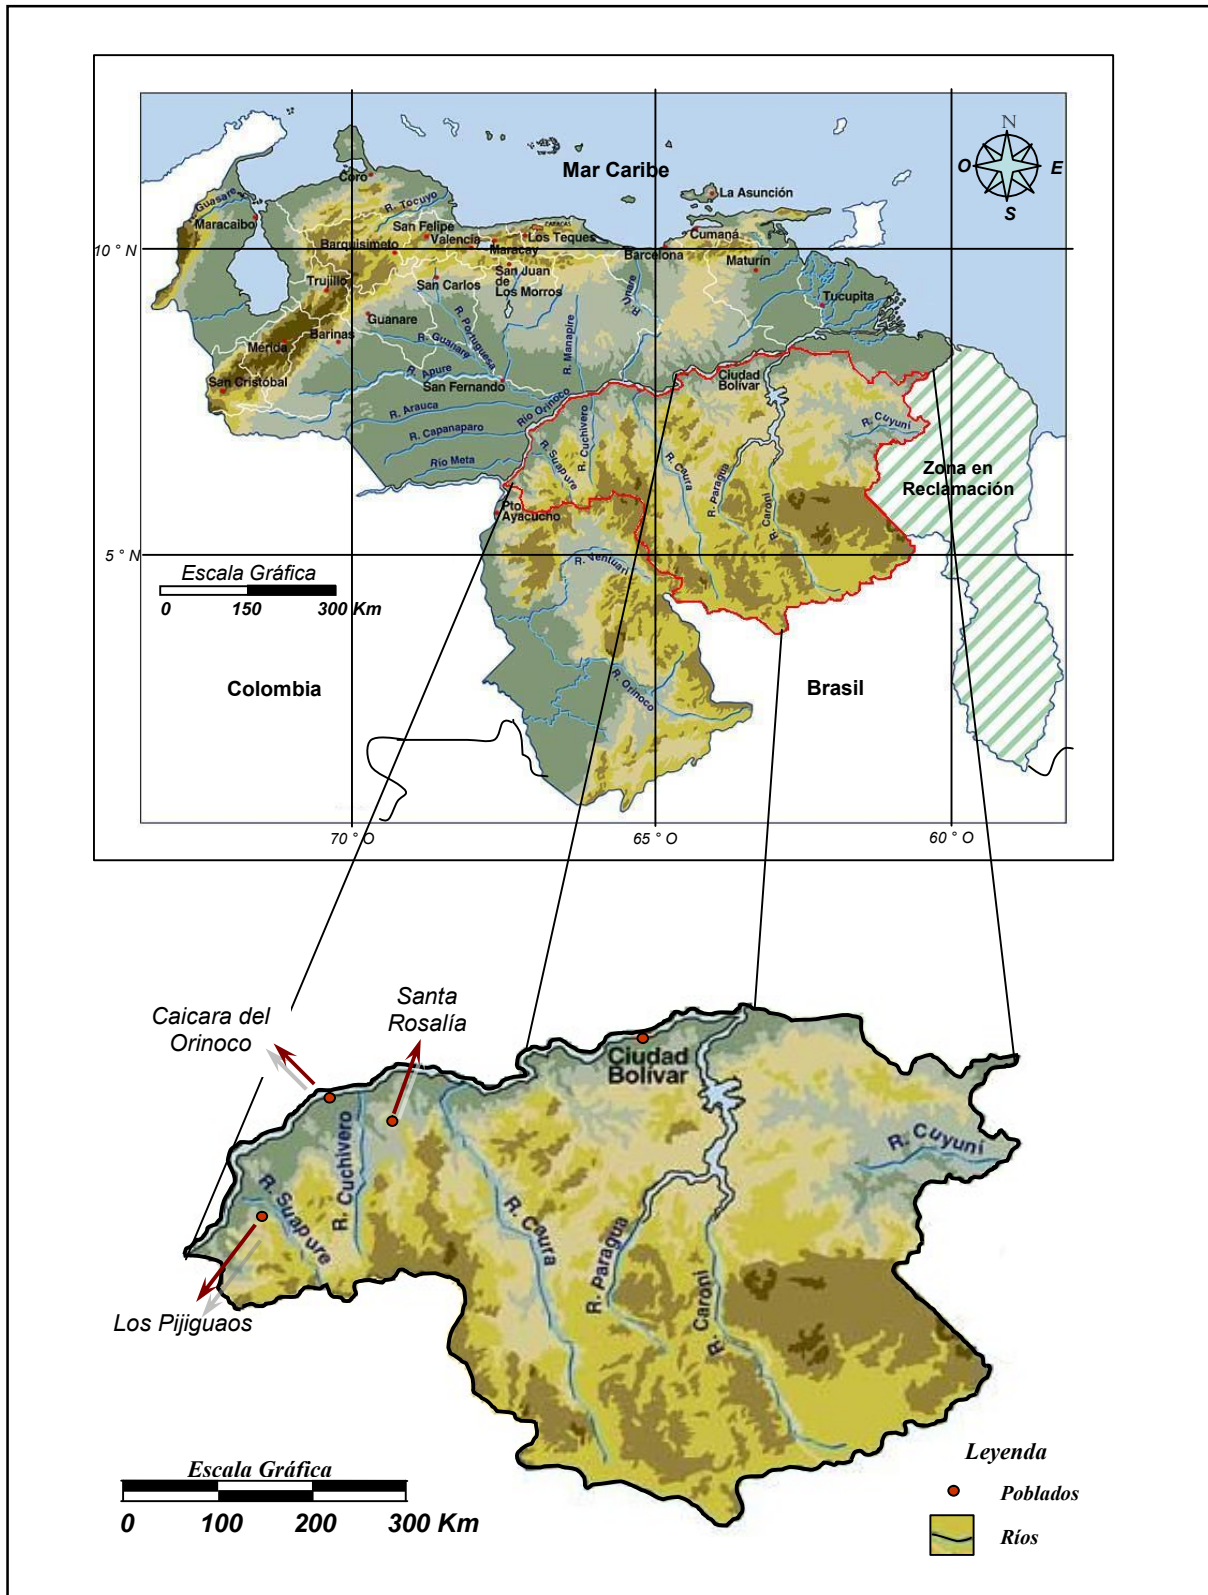 N
O
E
S
Mar Caribe
La Asunción
Coro
R. Guasare
Maracaibo
R. Tocuyo
San Felipe
CARACAS
Valencia
Los Teques
Cumaná
Barquisimeto
Maracay
10 ° N
Barcelona
Maturín
San Juan
de
Los Morros
Trujillo
San Carlos
R. Unare
Tucupita
Guanare
R. Portuguesa
R. Manapire
Barinas
Mérida
R. Guanare
San Cristóbal
R. Apure
San Fernando
Ciudad
Bolívar
R. Arauca
Río Orinoco
R. Cuchivero
R. Cuyuní
R. Capanaparo
Río Meta
R. Suapure
R. Caura
R. Paragua
R. Caroní
Zona en
Reclamación
Pto
Ayacucho
5 ° N
R. Ventuari
Escala Gráfica
0 150 300 Km
Colombia
R. Orinoco
Brasil
70 ° O
65 ° O
60 ° O
Caicara del
Orinoco
Santa
Rosalía
Ciudad
Bolívar
R. Cuchivero
R. Cuyuní
R. Suapure
R. Caura
R. Paragua
R. Caroní
Los Pijiguaos
Escala Gráfica
0 100 200 300 Km
Leyenda
Poblados
Ríos